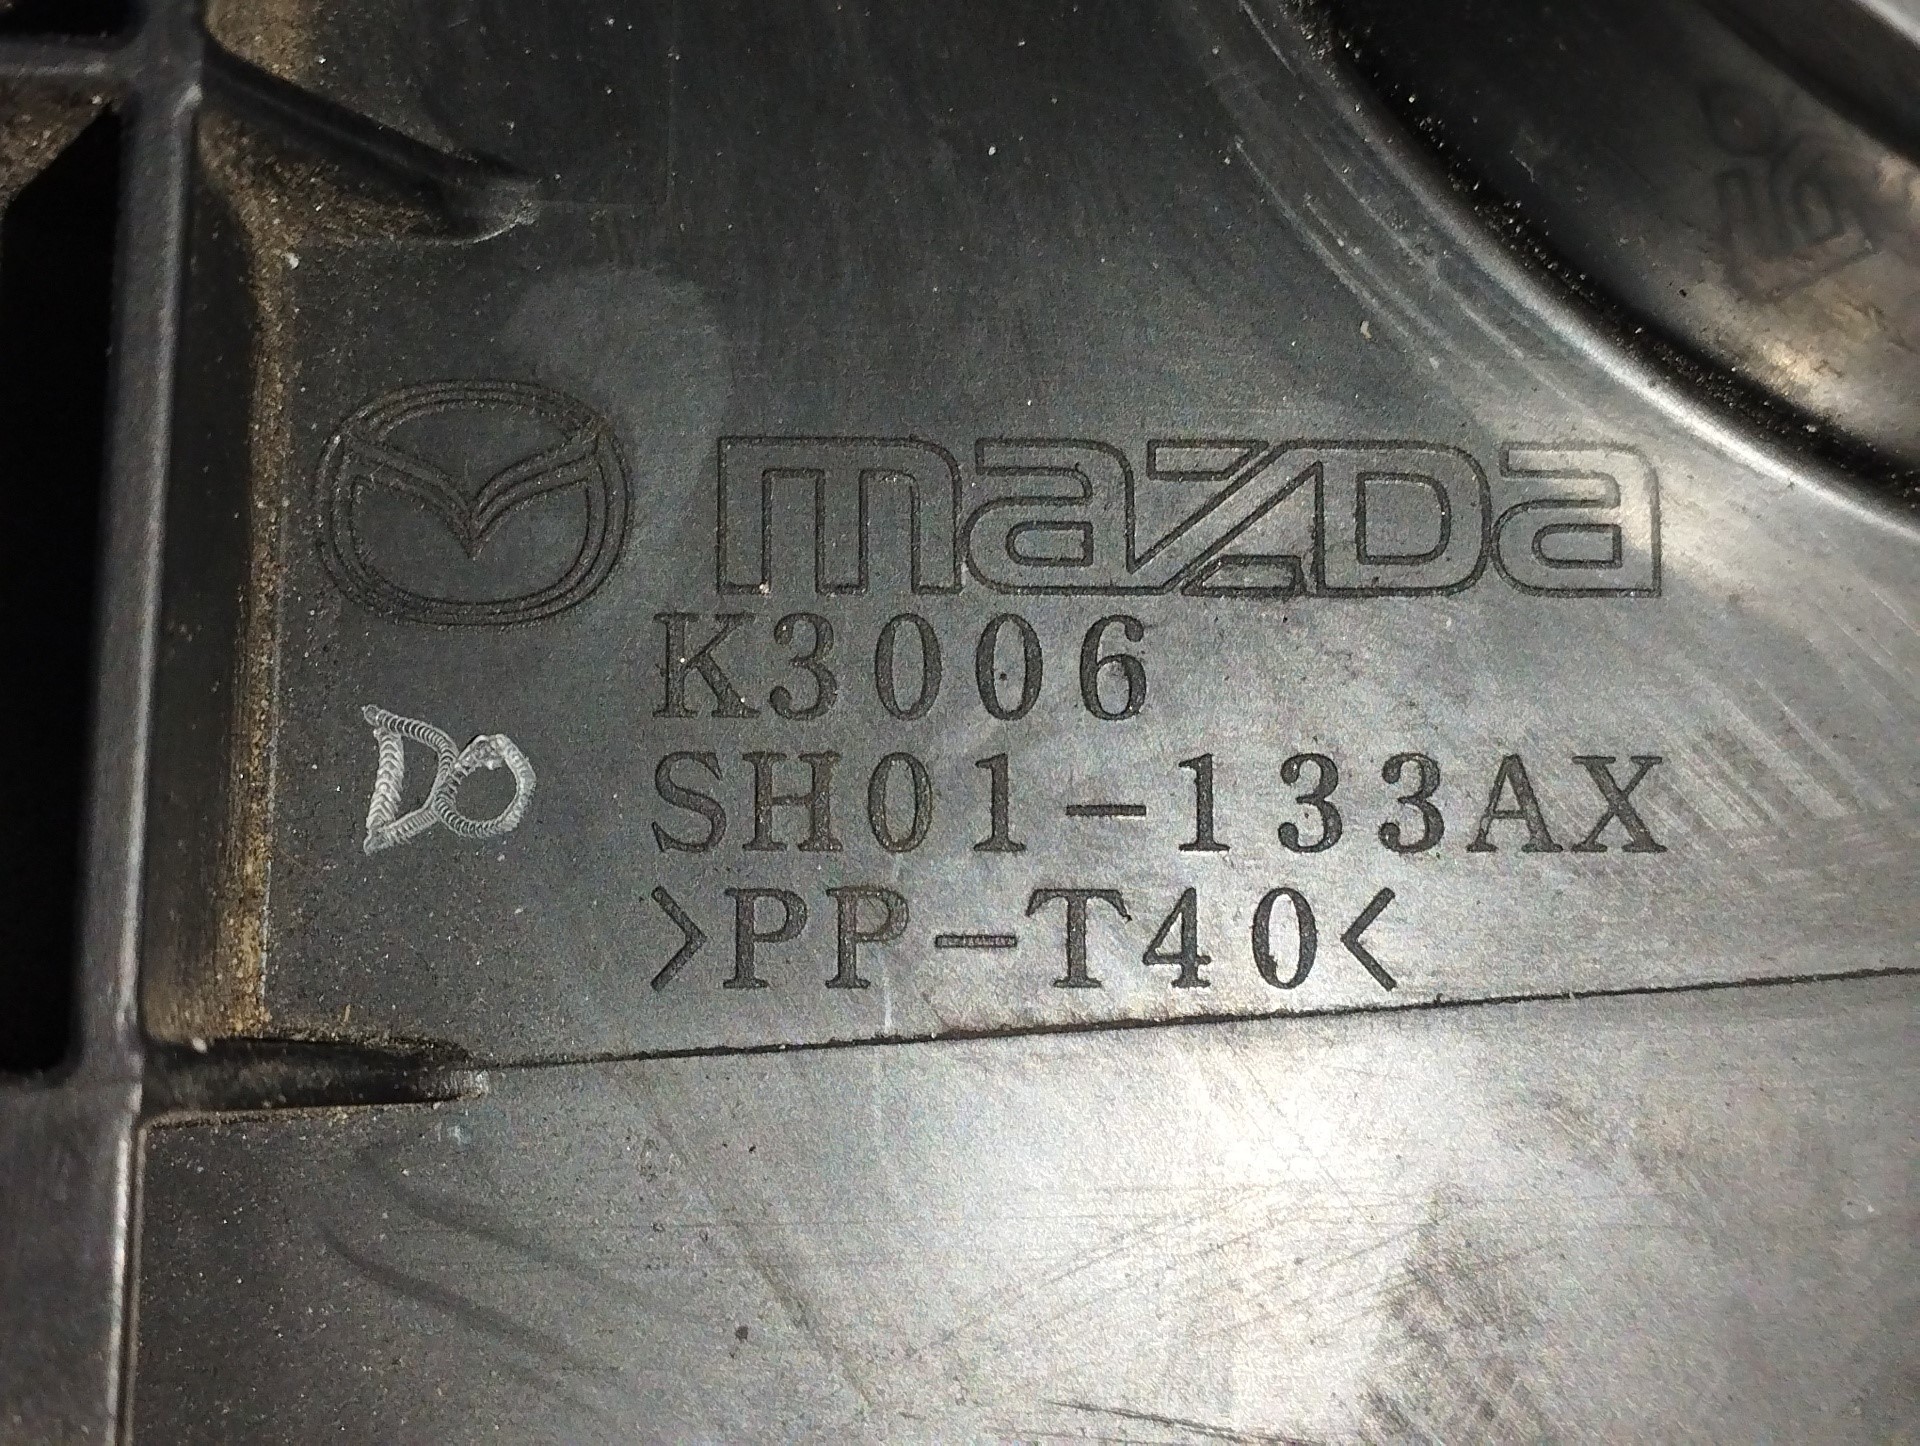 mazda
K3006
SH01-133AX
>PP-T40<
DO